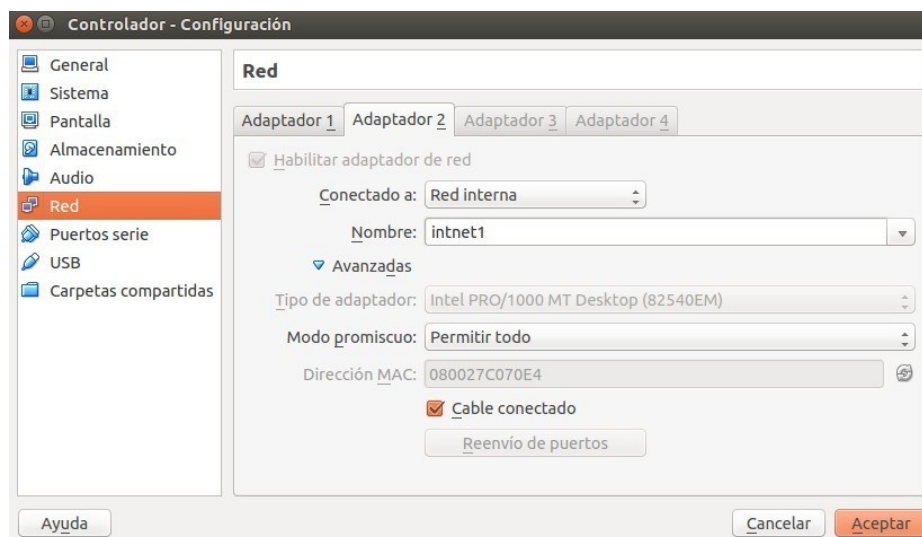 Controlador - Configuración
General
Sistema
Pantalla
Almacenamiento
Audio
Red
Puertos serie
USB
Carpetas compartidas
Red
Adaptador 1 Adaptador 2 Adaptador 3 Adaptador 4
Habilitar adaptador de red
Conectado a: Red interna
Nombre: intnet1
Avanzadas
Tipo de adaptador: Intel PRO/1000 MT Desktop (82540EM)
Modo promiscuo: Permitir todo
Dirección MAC: 080027C070E4
Cable conectado
Reenvío de puertos
Ayuda Cancelar Aceptar